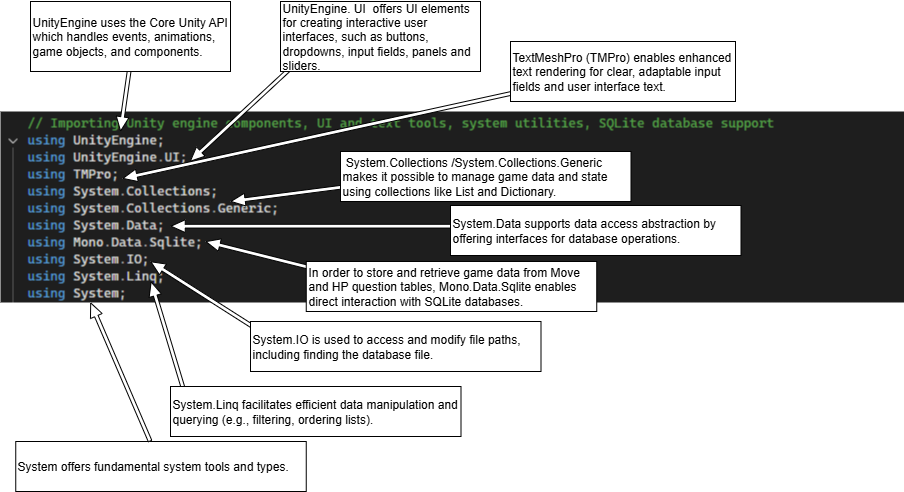 UnityEngine uses the Core Unity API
which handles events, animations,
game objects, and components.
UnityEngine. UI  offers UI elements
for creating interactive user
interfaces, such as buttons,
dropdowns, input fields, panels and
sliders.
TextMeshPro (TMPro) enables enhanced
text rendering for clear, adaptable input
fields and user interface text.
// Importing Unity engine components, UI and text tools, system utilities, SQLite database support
using UnityEngine;
using UnityEngine.UI;
using TMPro;
using System.Collections;
using System.Collections.Generic;
using System.Data;
using Mono.Data.Sqlite;
using System.IO;
using System.Linq;
using System;
System.Collections /System.Collections.Generic
makes it possible to manage game data and state
using collections like List and Dictionary.
System.Data supports data access abstraction by
offering interfaces for database operations.
In order to store and retrieve game data from Move
and HP question tables, Mono.Data.Sqlite enables
direct interaction with SQLite databases.
System.IO is used to access and modify file paths,
including finding the database file.
System.Linq facilitates efficient data manipulation and
querying (e.g., filtering, ordering lists).
System offers fundamental system tools and types.